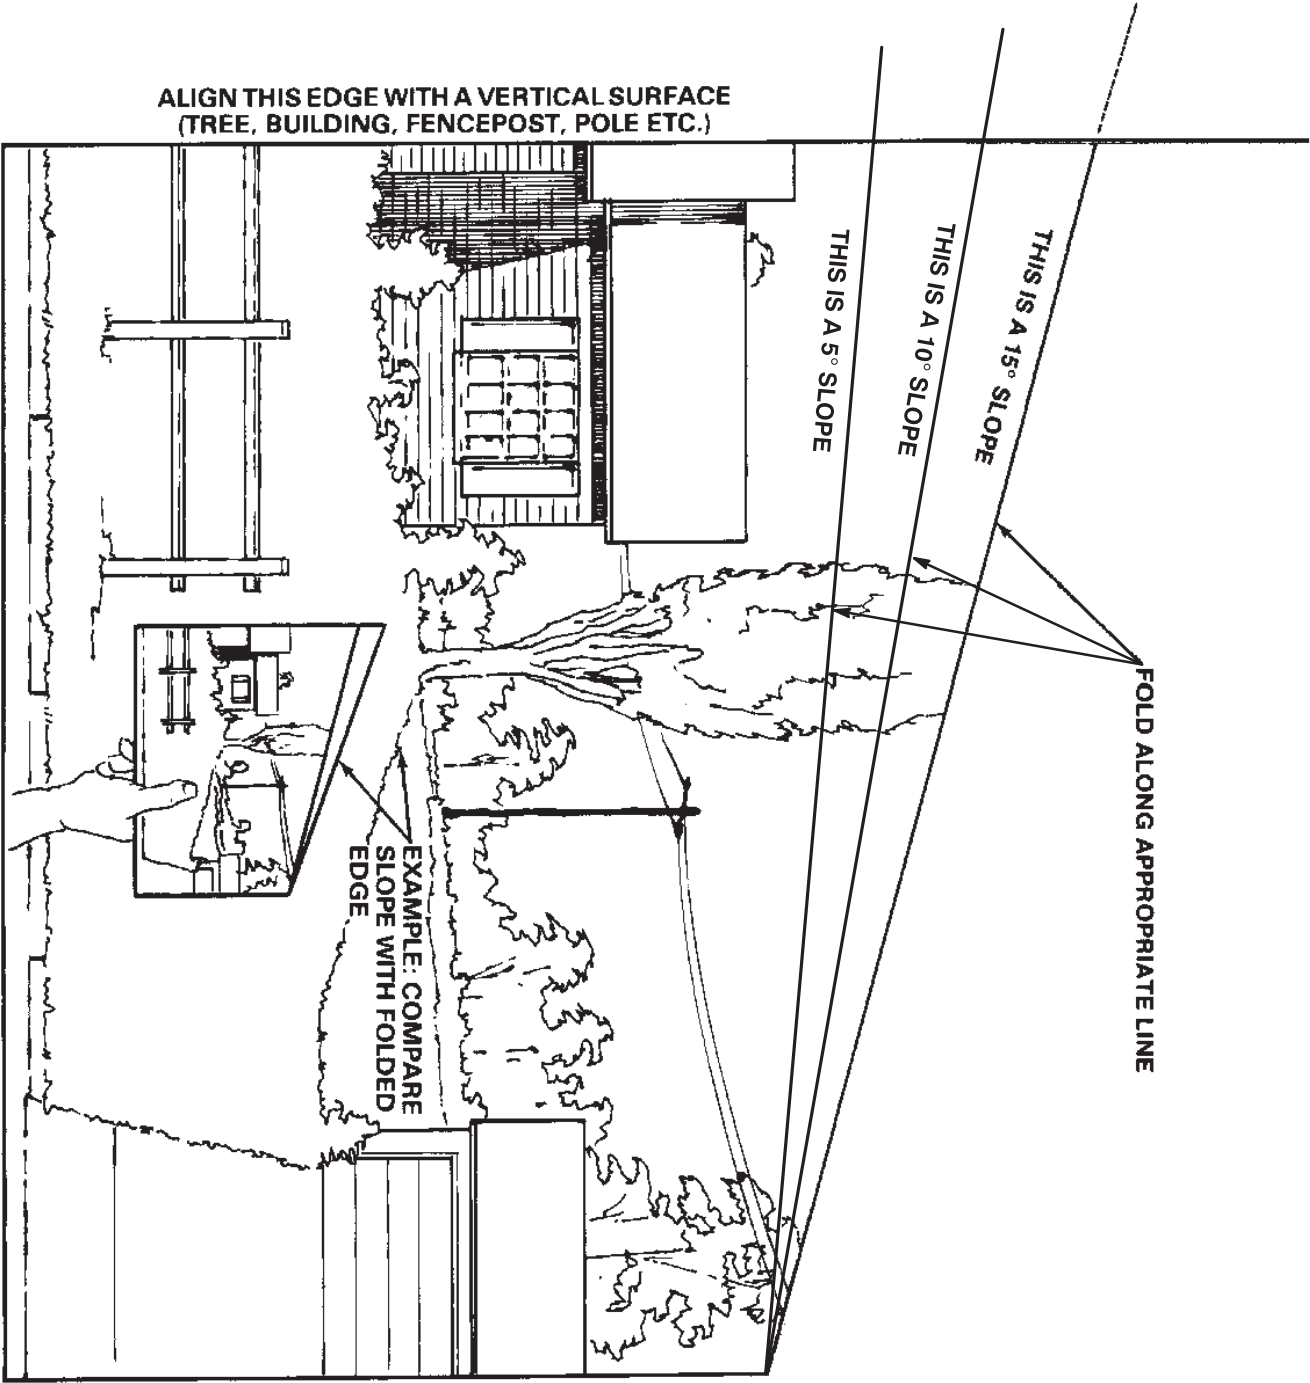 ALIGN THIS EDGE WITH A VERTICAL SURFACE
(TREE, BUILDING, FENCEPOST, POLE ETC.)
THIS IS A 5° SLOPE
THIS IS A 10° SLOPE
THIS IS A 15° SLOPE
FOLD ALONG APPROPRIATE LINE
EXAMPLE: COMPARE
SLOPE WITH FOLDED
EDGE